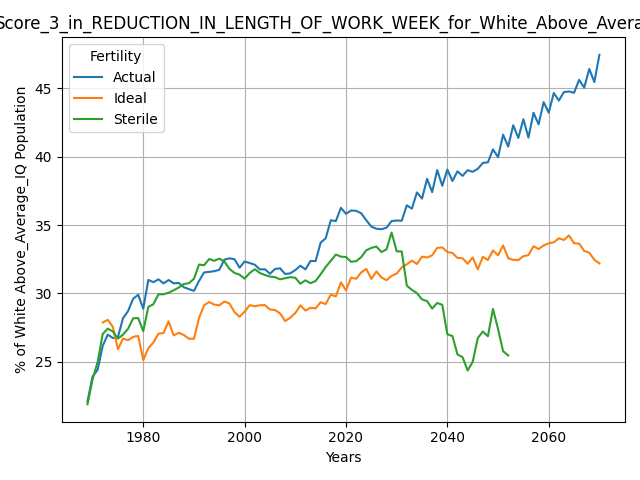 Score_3_in_REDUCTION_IN_LENGTH_OF_WORK_WEEK_for_White_Above_Avera
Fertility
Actual
Ideal
Sterile
% of White Above_Average_IQ Population
45
40
35
30
25
1980
2000
2020
2040
2060
Years